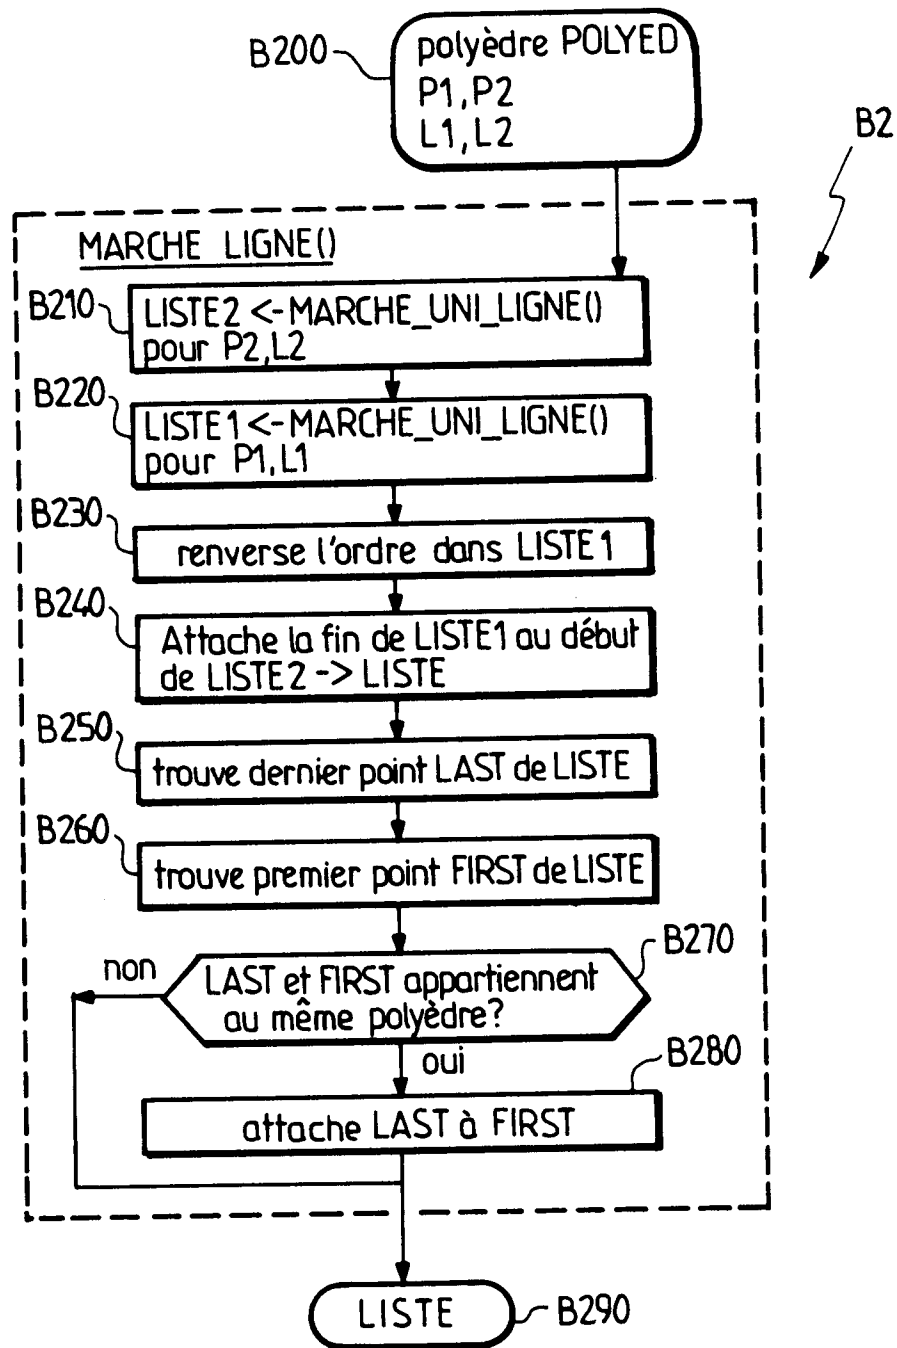 B200
polyèdre POLYED
P1,P2
L1,L2
B2
MARCHE LIGNE()
B210
LISTE2 <-MARCHE_UNI_LIGNE()
pour P2,L2
B220
LISTE1 <-MARCHE_UNI_LIGNE()
pour P1,L1
B230
renverse l'ordre dans LISTE1
B240
Attache la fin de LISTE1 au début
de LISTE2 -> LISTE
B250
trouve dernier point LAST de LISTE
B260
trouve premier point FIRST de LISTE
B270
non
LAST et FIRST appartiennent
au même polyèdre?
oui
B280
attache LAST à FIRST
LISTE
B290